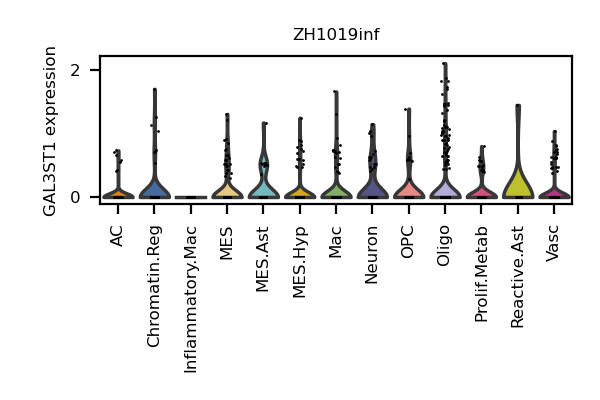 ZH1019inf
GAL3ST1 expression
2
0
AC
Chromatin.Reg
Inflammatory.Mac
MES
MES.Ast
MES.Hyp
Mac
Neuron
OPC
Oligo
Prolif.Metab
Reactive.Ast
Vasc